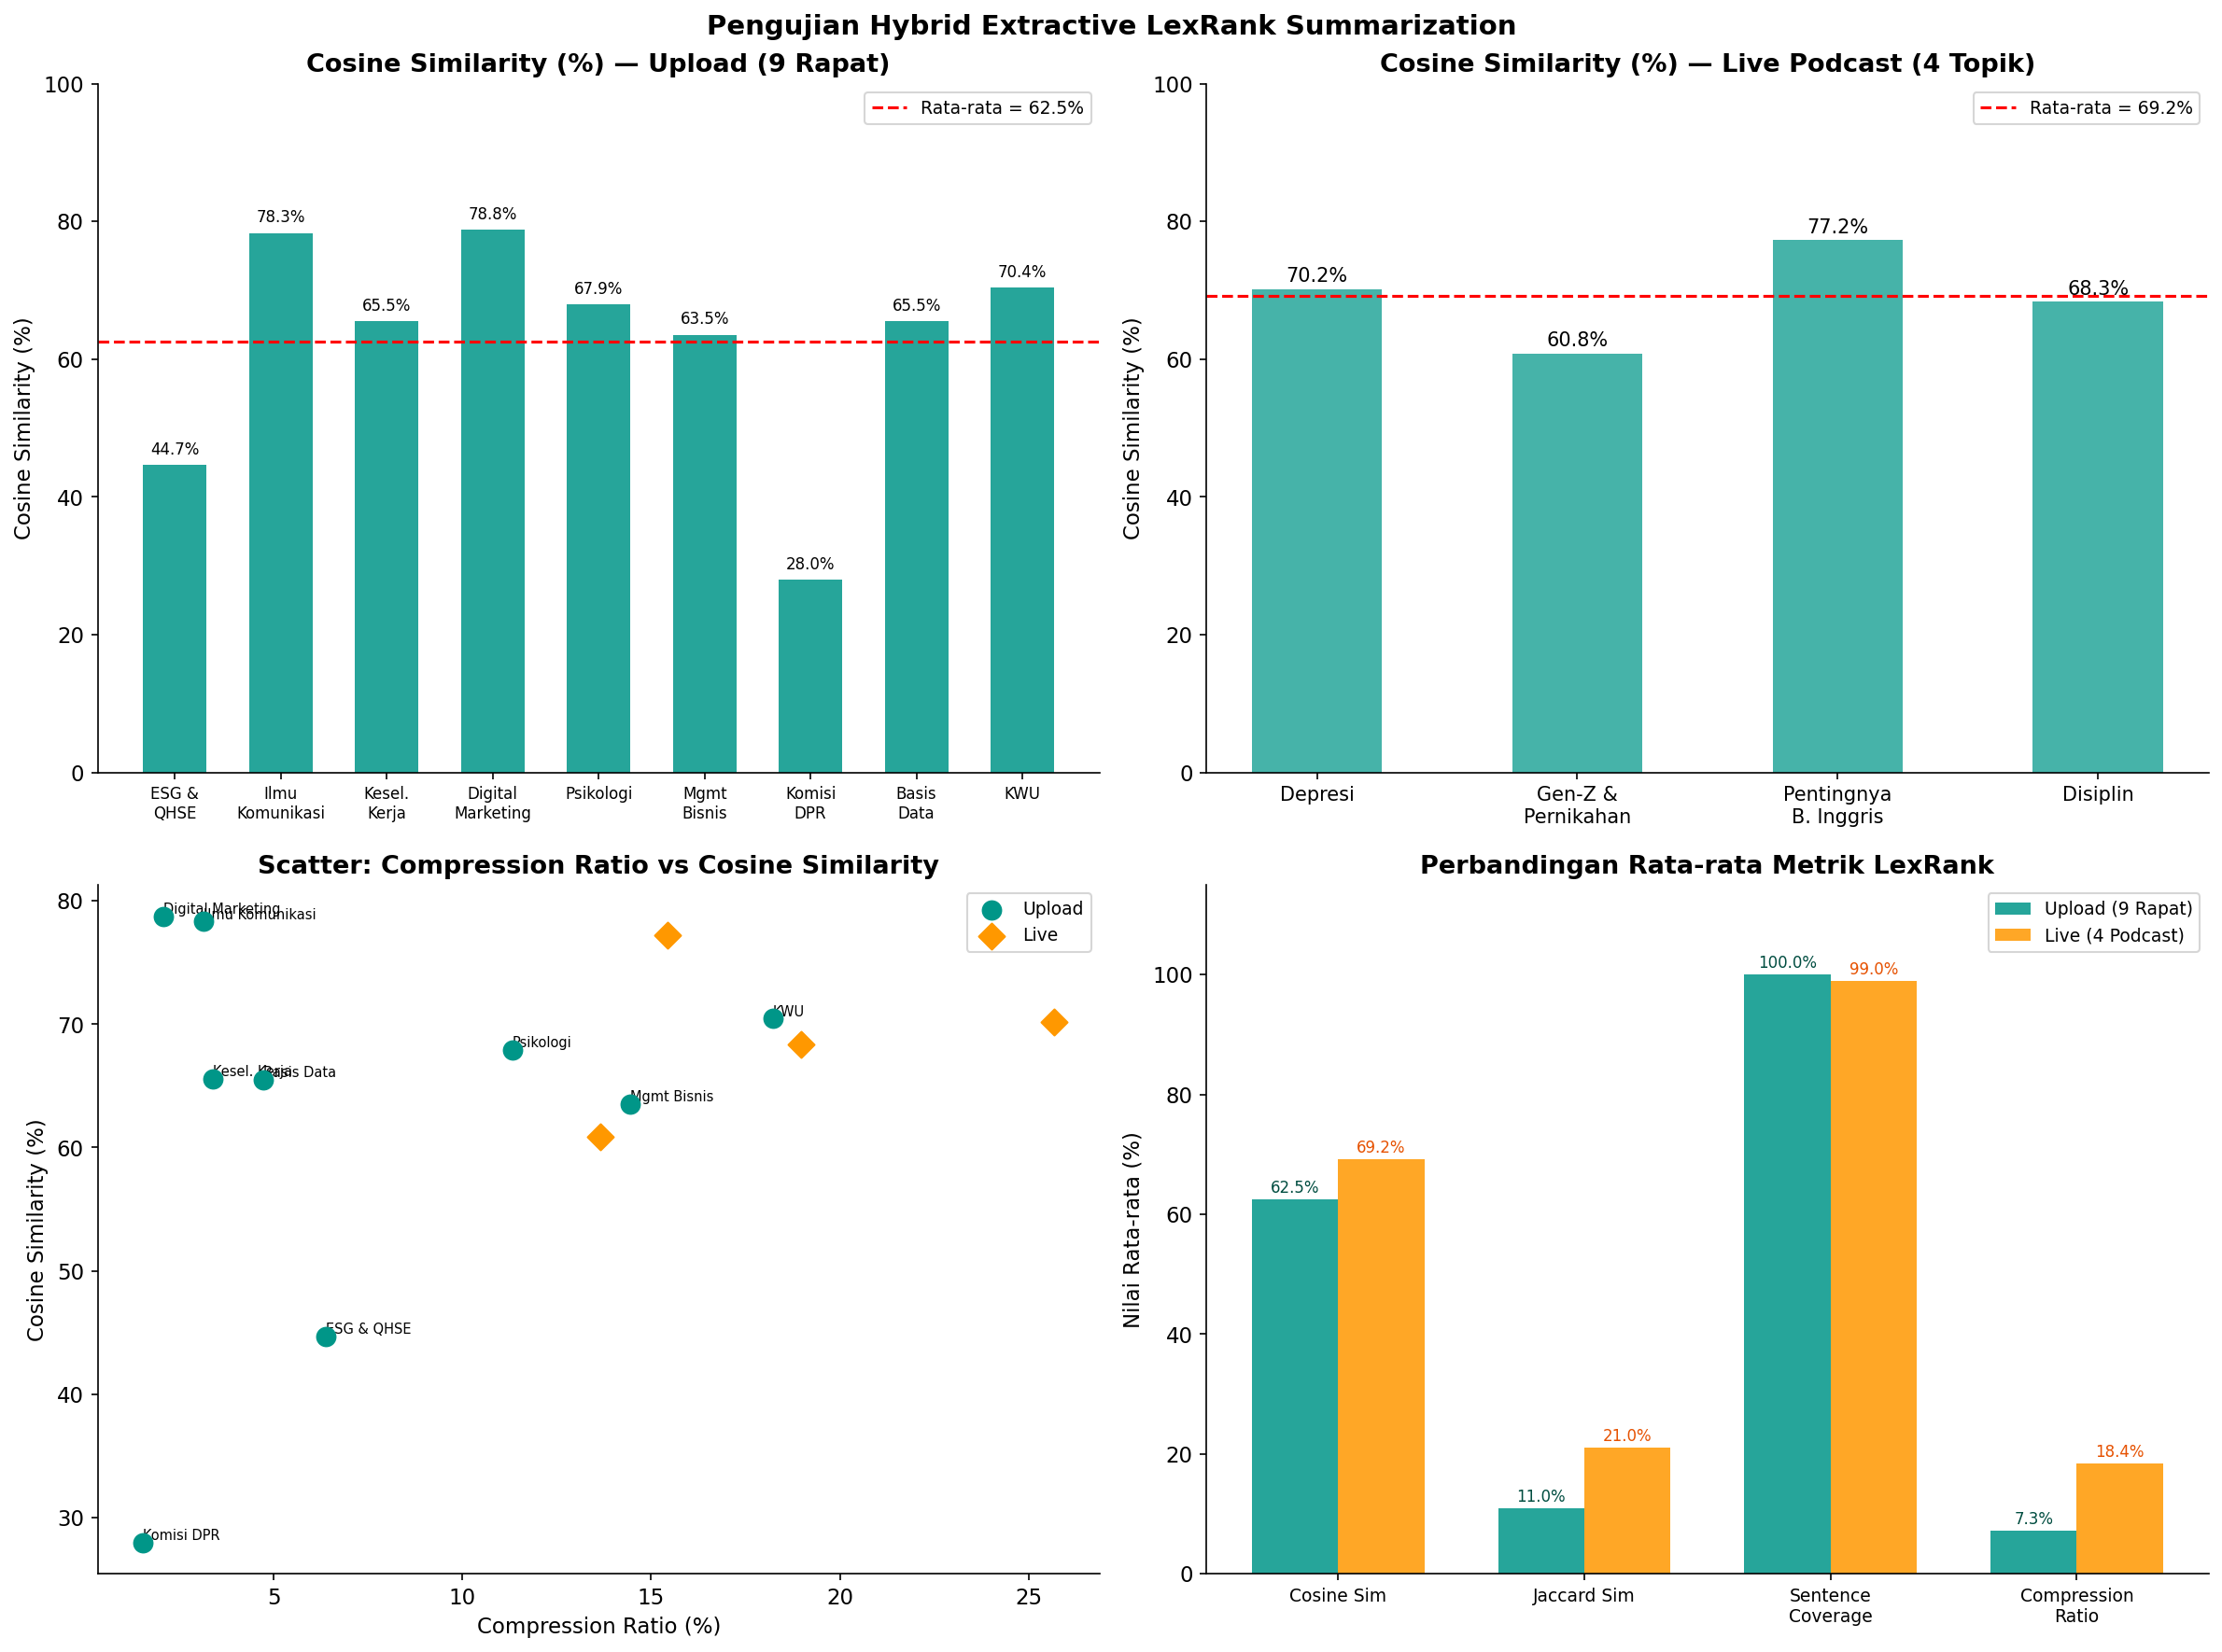 Pengujian Hybrid Extractive LexRank Summarization
Cosine Similarity (%) — Upload (9 Rapat)
Rata-rata = 62.5%
Cosine Similarity (%)
100
80
60
40
20
0
44.7%
78.3%
65.5%
78.8%
67.9%
63.5%
28.0%
65.5%
70.4%
ESG &
QHSE
Ilmu
Komunikasi
Kesel.
Kerja
Digital
Marketing
Psikologi
Mgmt
Bisnis
Komisi
DPR
Basis
Data
KWU
Cosine Similarity (%) — Live Podcast (4 Topik)
Rata-rata = 69.2%
Cosine Similarity (%)
100
80
60
40
20
0
70.2%
60.8%
77.2%
68.3%
Depresi
Gen-Z &
Pernikahan
Pentingnya
B. Inggris
Disiplin
Scatter: Compression Ratio vs Cosine Similarity
Upload
Live
Cosine Similarity (%)
80
70
60
50
40
30
Digital Marketing
Ilmu Komunikasi
KWU
Psikologi
Kesel. Kerja
Basis Data
Mgmt Bisnis
ESG & QHSE
Komisi DPR
5
10
15
20
25
Compression Ratio (%)
Perbandingan Rata-rata Metrik LexRank
Upload (9 Rapat)
Live (4 Podcast)
Nilai Rata-rata (%)
100
80
60
40
20
0
62.5%
69.2%
11.0%
21.0%
100.0%
99.0%
7.3%
18.4%
Cosine Sim
Jaccard Sim
Sentence
Coverage
Compression
Ratio